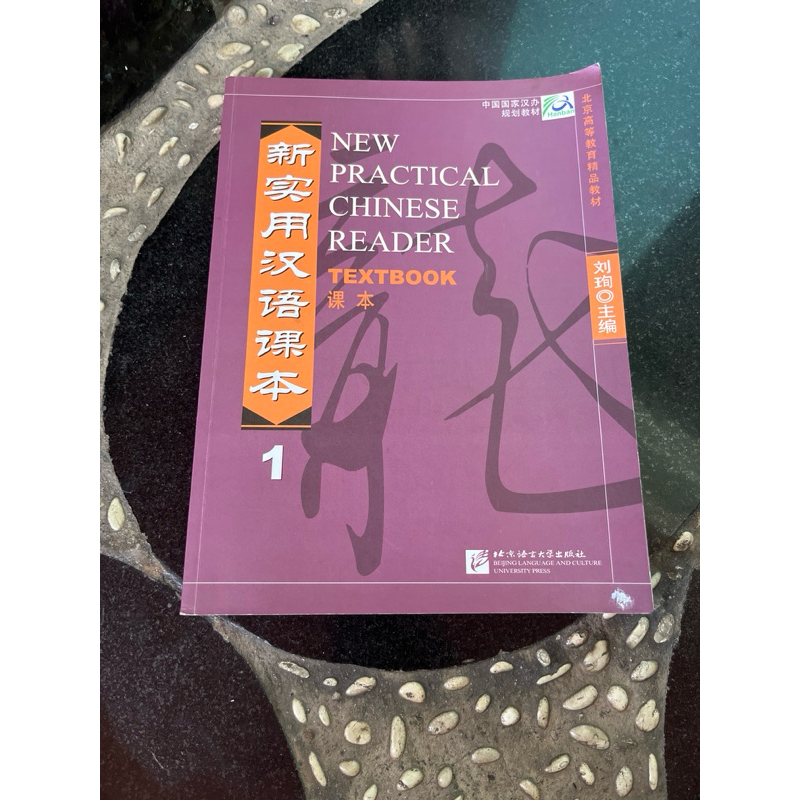 中国国家汉办
规划教材
Hanban
北京高等教育精品教材
新实用汉语课本
NEW
PRACTICAL
CHINESE
READER
TEXTBOOK
课本
刘珣◎主编
1
北京语言大学出版社
BEIJING LANGUAGE AND CULTURE
UNIVERSITY PRESS